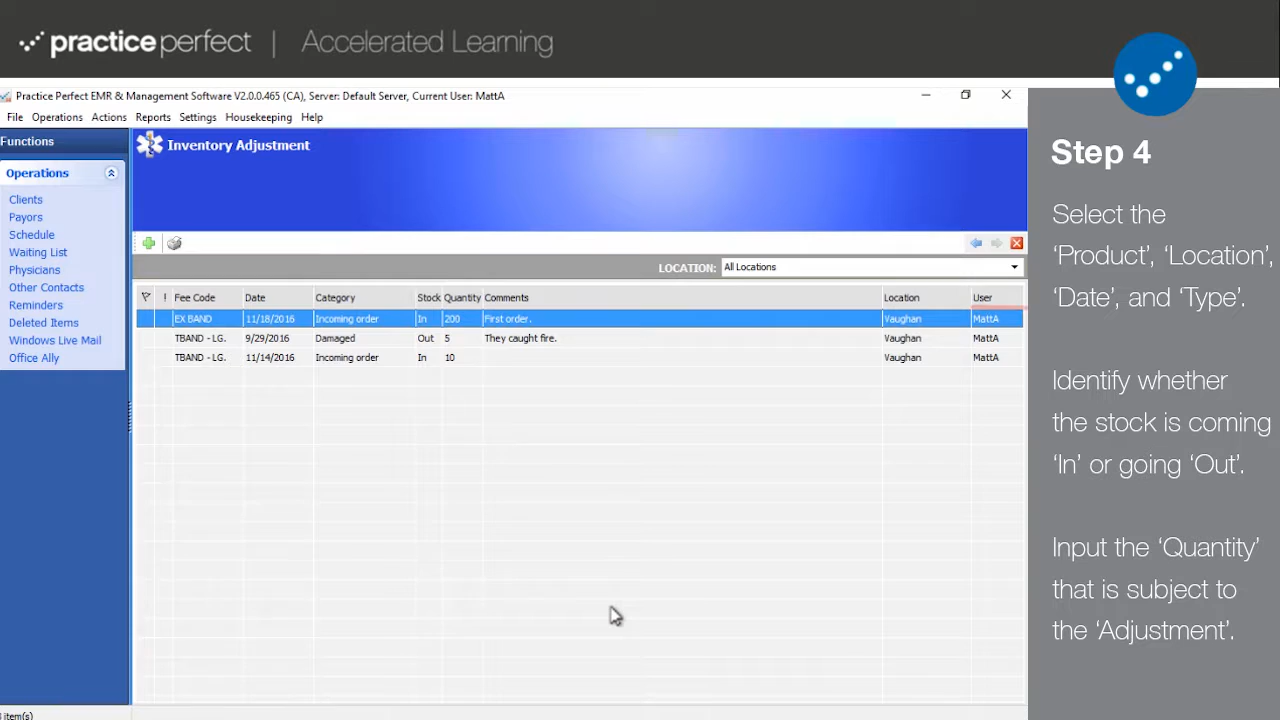 practiceperfect | Accelerated Learning
Practice Perfect EMR & Management Software V2.0.0.465 (CA), Server: Default Server, Current User: MattA
File Operations Actions Reports Settings Housekeeping Help
Functions
Operations
Clients
Payors
Schedule
Waiting List
Physicians
Other Contacts
Reminders
Deleted Items
Windows Live Mail
Office Ally
Inventory Adjustment
LOCATION: All Locations
! Fee Code Date Category Stock Quantity Comments Location User
EX BAND 11/18/2016 Incoming order In 200 First order. Vaughan MattA
TBAND - LG. 9/29/2016 Damaged Out 5 They caught fire. Vaughan MattA
TBAND - LG. 11/14/2016 Incoming order In 10 Vaughan MattA
item(s)
Step 4
Select the
‘Product’, ‘Location’,
‘Date’, and ‘Type’.
Identify whether
the stock is coming
‘In’ or going ‘Out’.
Input the ‘Quantity’
that is subject to
the ‘Adjustment’.